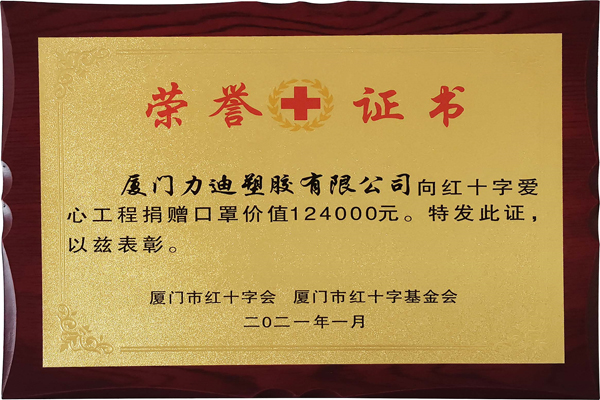 荣誉证书
厦门力迪塑胶有限公司向红十字爱
心工程捐赠口罩价值124000元。特发此证，
以兹表彰。
厦门市红十字会 厦门市红十字基金会
二〇二一年一月